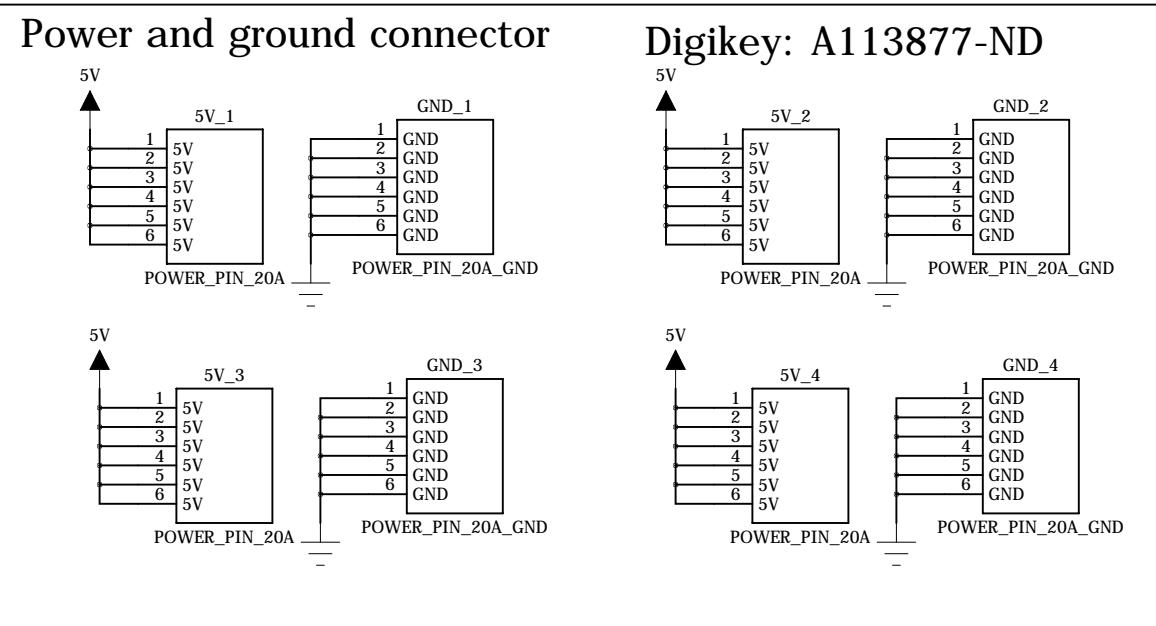 Power and ground connector
Digikey: A113877-ND
5V
5V_1
1 5V
2 5V
3 5V
4 5V
5 5V
6 5V
POWER_PIN_20A
GND_1
1 GND
2 GND
3 GND
4 GND
5 GND
6 GND
POWER_PIN_20A_GND
5V
5V_2
1 5V
2 5V
3 5V
4 5V
5 5V
6 5V
POWER_PIN_20A
GND_2
1 GND
2 GND
3 GND
4 GND
5 GND
6 GND
POWER_PIN_20A_GND
5V
5V_3
1 5V
2 5V
3 5V
4 5V
5 5V
6 5V
POWER_PIN_20A
GND_3
1 GND
2 GND
3 GND
4 GND
5 GND
6 GND
POWER_PIN_20A_GND
5V
5V_4
1 5V
2 5V
3 5V
4 5V
5 5V
6 5V
POWER_PIN_20A
GND_4
1 GND
2 GND
3 GND
4 GND
5 GND
6 GND
POWER_PIN_20A_GND